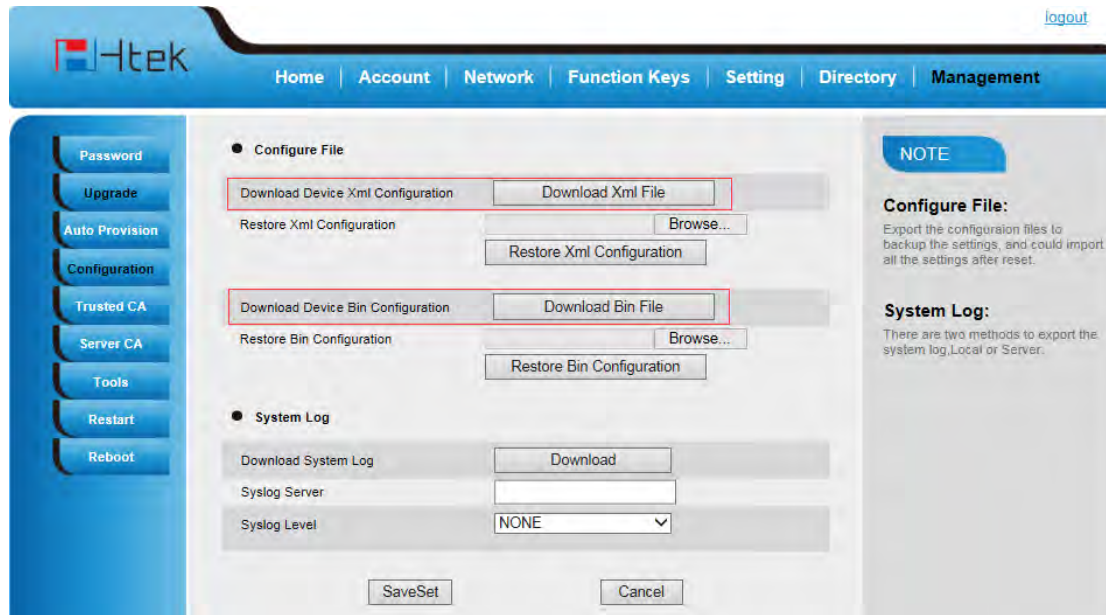 logout
Htek
Home | Account | Network | Function Keys | Setting | Directory | Management
Password
Upgrade
Auto Provision
Configuration
Trusted CA
Server CA
Tools
Restart
Reboot
Configure File
Download Device Xml Configuration Download Xml File
Restore Xml Configuration Browse...
Restore Xml Configuration
Download Device Bin Configuration Download Bin File
Restore Bin Configuration Browse...
Restore Bin Configuration
System Log
Download System Log Download
Syslog Server
Syslog Level NONE
SaveSet Cancel
NOTE
Configure File:
Export the configuraion files to
backup the settings, and could import
all the settings after reset.
System Log:
There are two methods to export the
system log,Local or Server.